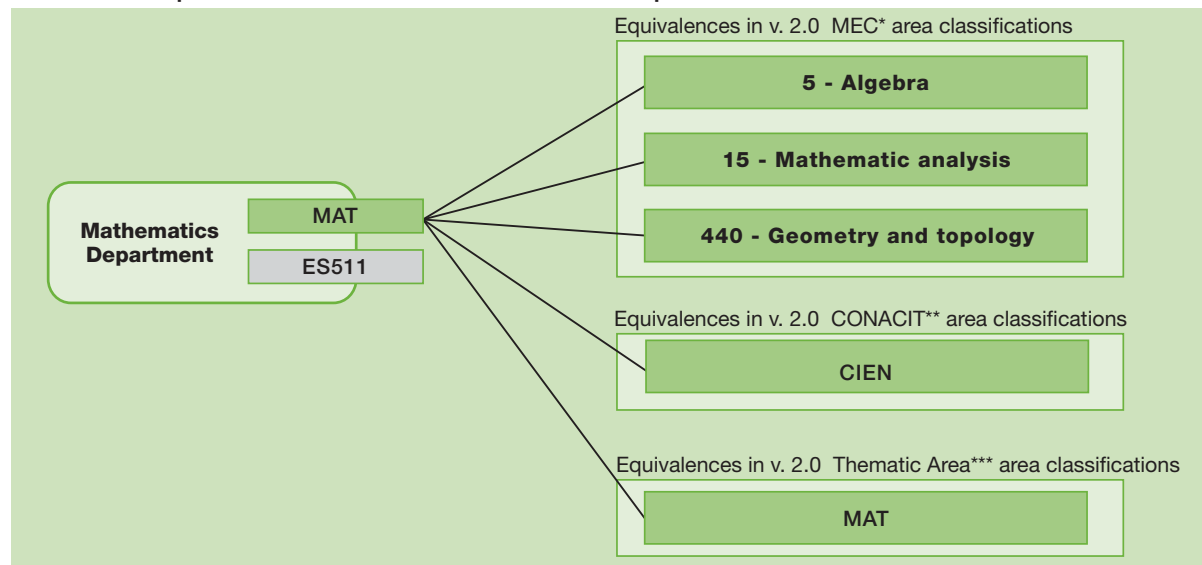 Equivalences in v. 2.0 MEC* area classifications
5 - Algebra
15 - Mathematic analysis
440 - Geometry and topology
Mathematics
Department
MAT
ES511
Equivalences in v. 2.0 CONACIT** area classifications
CIEN
Equivalences in v. 2.0 Thematic Area*** area classifications
MAT